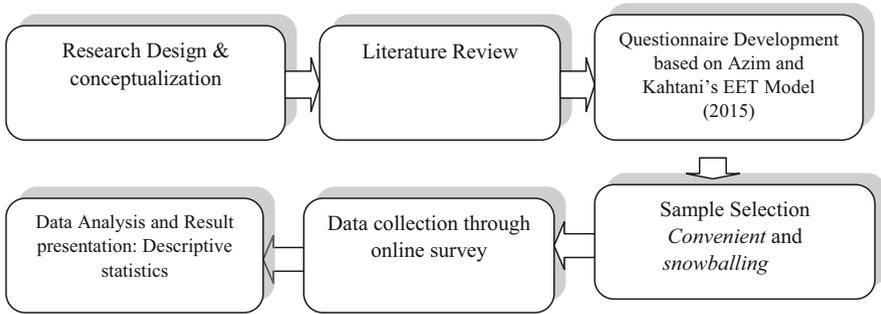 Research Design &
conceptualization
Literature Review
Questionnaire Development
based on Azim and
Kahtani's EET Model
(2015)
Sample Selection
Convenient and
snowballing
Data collection through
online survey
Data Analysis and Result
presentation: Descriptive
statistics